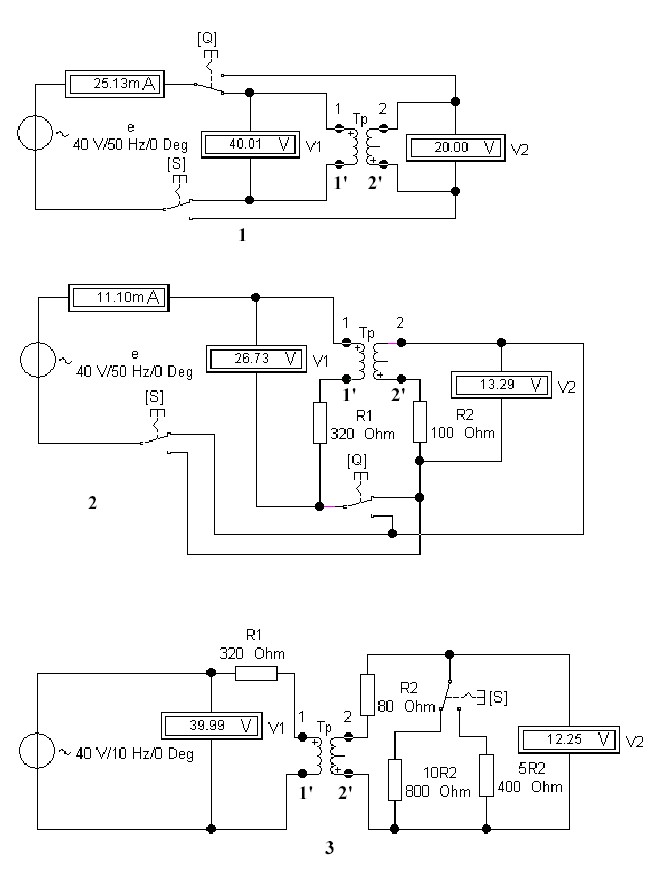 [Q]
25.13m A
1 2
Tp
e
40 V/50 Hz/0 Deg
40.01 V V1
20.00 V V2
[S]
1' 2'
1
11.10m A
1 2
Tp
e
40 V/50 Hz/0 Deg
26.73 V V1
13.29 V V2
[S]
1' 2'
R1
320 Ohm
R2
100 Ohm
[Q]
2
R1
320 Ohm
1 2
Tp
39.99 V V1
R2
80 Ohm
[S]
40 V/10 Hz/0 Deg
12.25 V V2
1' 2'
10R2
800 Ohm
5R2
400 Ohm
3